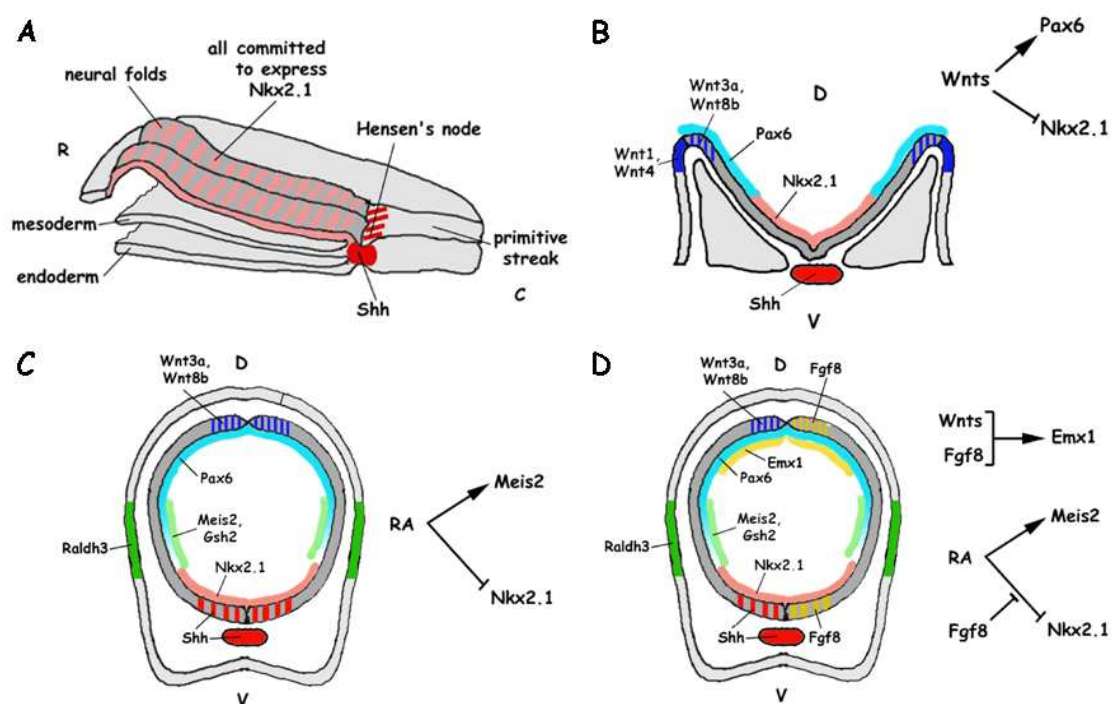 A
all committed
to express
Nkx2.1
neural folds
Hensen's node
R
mesoderm
endoderm
primitive
streak
Shh
C
B
Pax6
Wnts
Nkx2.1
D
Wnt3a,
Wnt8b
Pax6
Wnt1,
Wnt4
Nkx2.1
Shh
V
C
Wnt3a,
Wnt8b
D
Pax6
Meis2,
Gsh2
Raldh3
Nkx2.1
Shh
V
Meis2
RA
Nkx2.1
D
Wnt3a,
Wnt8b
D
Fgf8
Emx1
Pax6
Meis2,
Gsh2
Raldh3
Nkx2.1
Shh
Fgf8
V
Wnts
Fgf8
Emx1
Meis2
RA
Fgf8
Nkx2.1